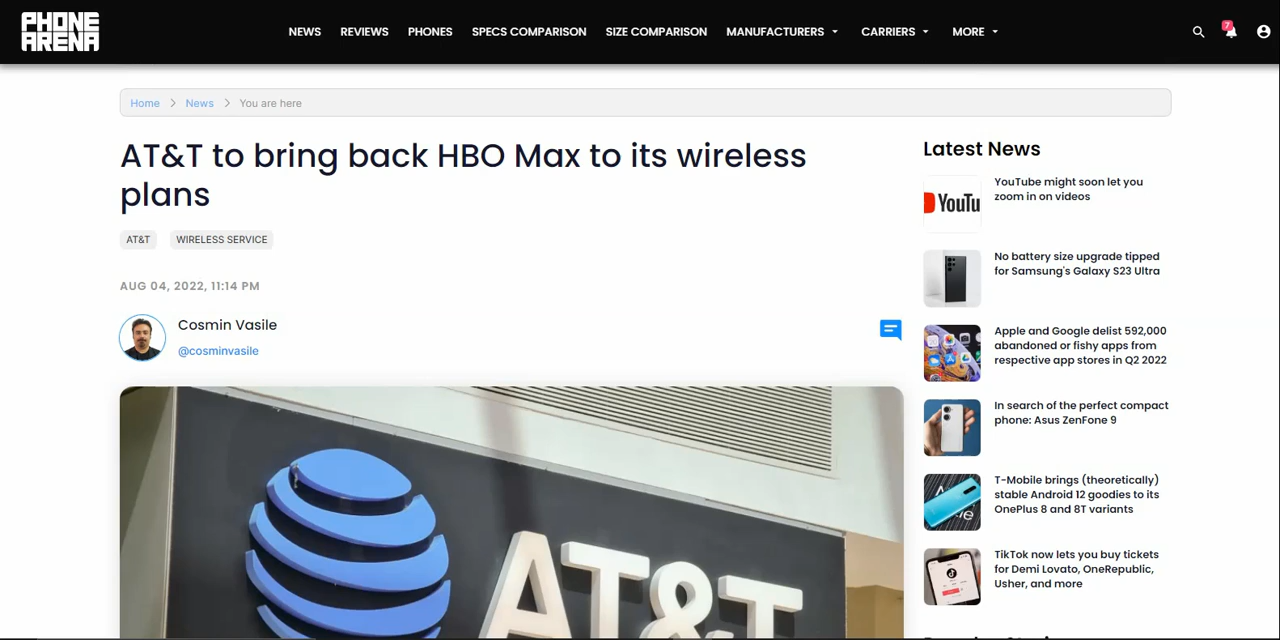 PHONE
ARENA
NEWS REVIEWS PHONES SPECS COMPARISON SIZE COMPARISON MANUFACTURERS CARRIERS MORE
7
Home > News > You are here
AT&T to bring back HBO Max to its wireless
plans
AT&T WIRELESS SERVICE
AUG 04, 2022, 11:14 PM
Cosmin Vasile
@cosminvasile
AT&T
Latest News
YouTube might soon let you
zoom in on videos
YouTu
No battery size upgrade tipped
for Samsung's Galaxy S23 Ultra
Apple and Google delist 592,000
abandoned or fishy apps from
respective app stores in Q2 2022
In search of the perfect compact
phone: Asus ZenFone 9
T-Mobile brings (theoretically)
stable Android 12 goodies to its
OnePlus 8 and 8T variants
TikTok now lets you buy tickets
for Demi Lovato, OneRepublic,
Usher, and more